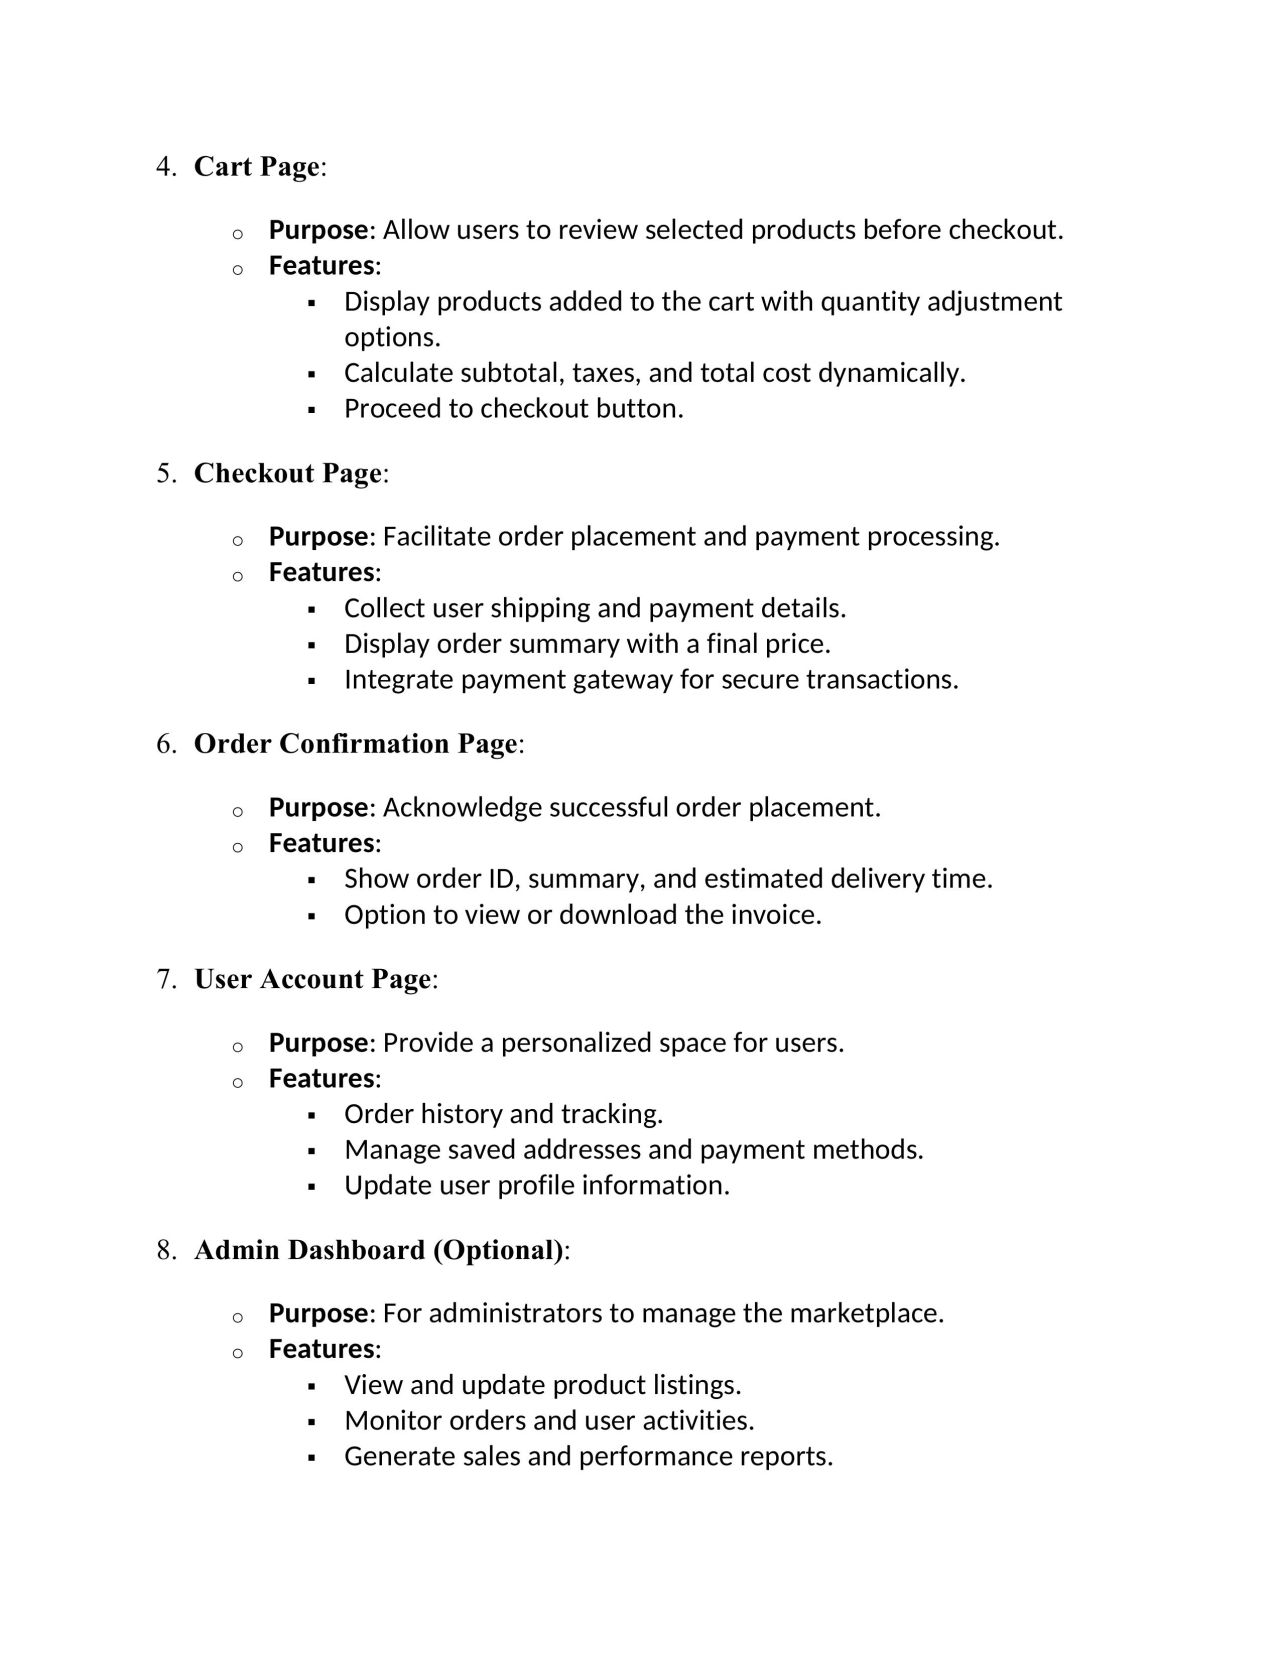 4. Cart Page:
o Purpose: Allow users to review selected products before checkout.
o Features:
▪ Display products added to the cart with quantity adjustment
options.
▪ Calculate subtotal, taxes, and total cost dynamically.
▪ Proceed to checkout button.
5. Checkout Page:
o Purpose: Facilitate order placement and payment processing.
o Features:
▪ Collect user shipping and payment details.
▪ Display order summary with a final price.
▪ Integrate payment gateway for secure transactions.
6. Order Confirmation Page:
o Purpose: Acknowledge successful order placement.
o Features:
▪ Show order ID, summary, and estimated delivery time.
▪ Option to view or download the invoice.
7. User Account Page:
o Purpose: Provide a personalized space for users.
o Features:
▪ Order history and tracking.
▪ Manage saved addresses and payment methods.
▪ Update user profile information.
8. Admin Dashboard (Optional):
o Purpose: For administrators to manage the marketplace.
o Features:
▪ View and update product listings.
▪ Monitor orders and user activities.
▪ Generate sales and performance reports.